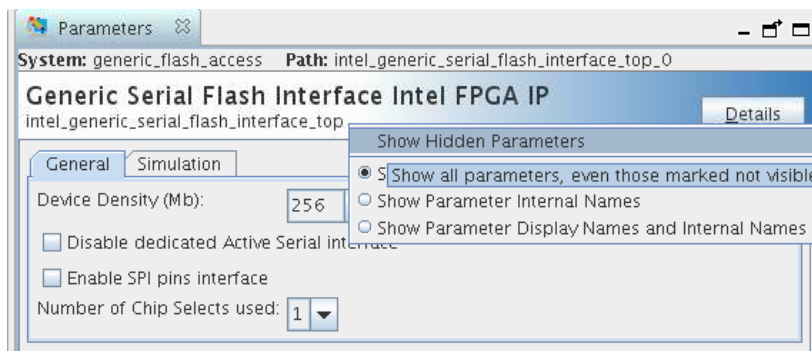 Parameters
System: generic_flash_access Path: intel_generic_serial_flash_interface_top_0
Generic Serial Flash Interface Intel FPGA IP
intel_generic_serial_flash_interface_top
Details
Show Hidden Parameters
General Simulation
S Show all parameters, even those marked not visible
Device Density (Mb): 256
Show Parameter Internal Names
Show Parameter Display Names and Internal Names
Disable dedicated Active Serial interface
Enable SPI pins interface
Number of Chip Selects used: 1